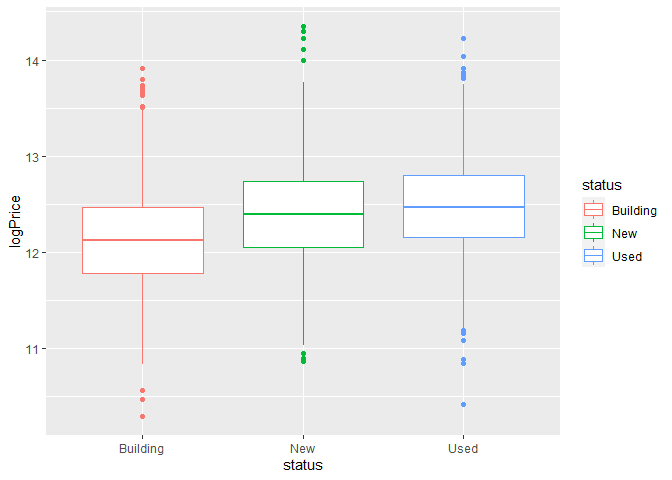 14
13
12
11
logPrice
Building
New
Used
status
status
Building
New
Used